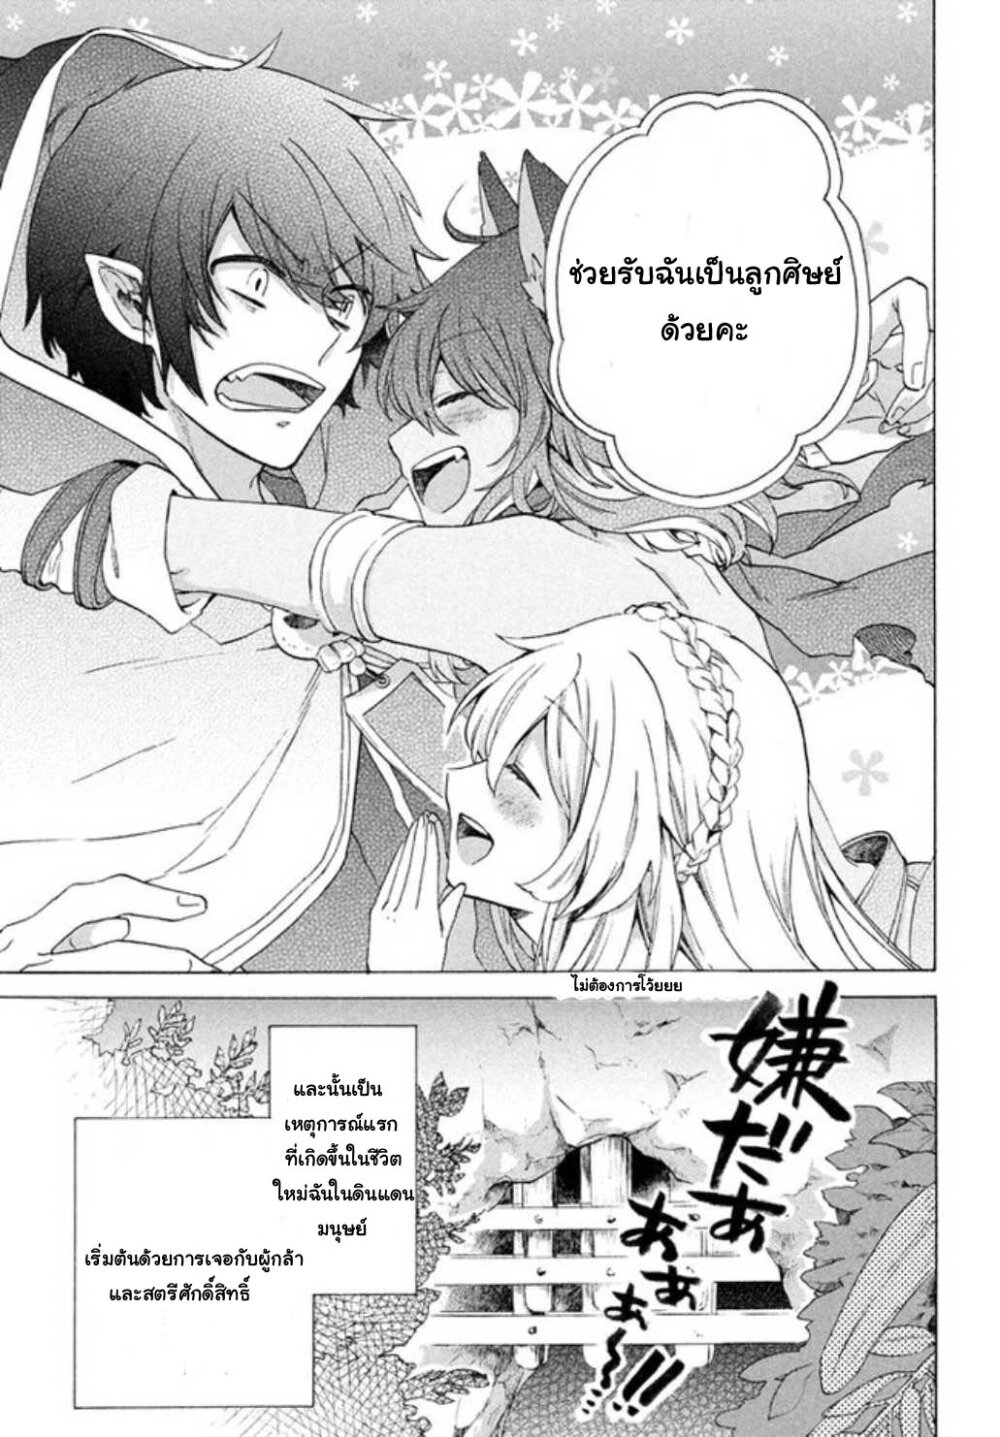 ช่วยรับฉันเป็นลูกศิษย์
ด้วยคะ
ไม่ต้องการโว้ยยย
嫌だぁ
ぁぁぁ
ぁぁ〜!!!
และนั้นเป็น
เหตุการณ์แรก
ที่เกิดขึ้นในชีวิต
ใหม่ฉันในดินแดน
มนุษย์
เริ่มต้นด้วยการเจอกับผู้กล้า
และสตรีศักดิ์สิทธิ์